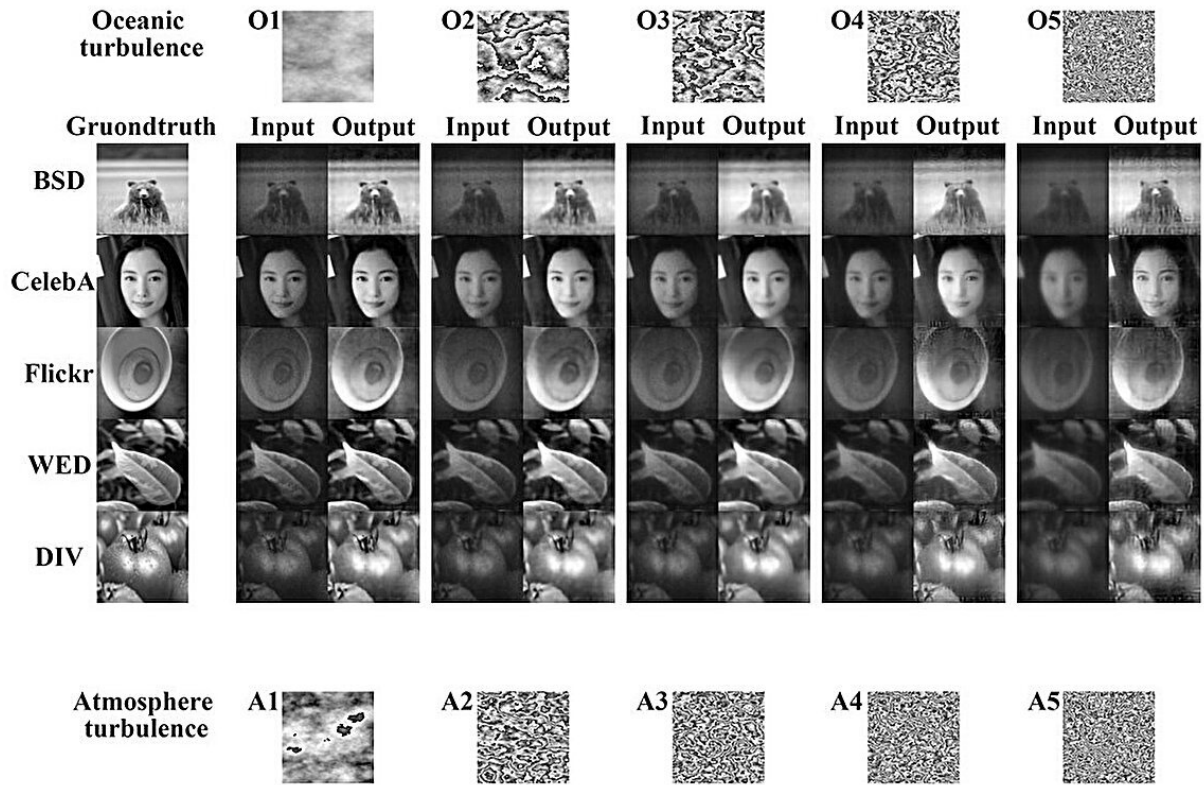 Oceanic
turbulence
O1
O2
O3
O4
O5
Gruondtruth
Input Output
Input Output
Input Output
Input Output
Input Output
BSD
CelebA
Flickr
WED
DIV
Atmosphere
turbulence
A1
A2
A3
A4
A5